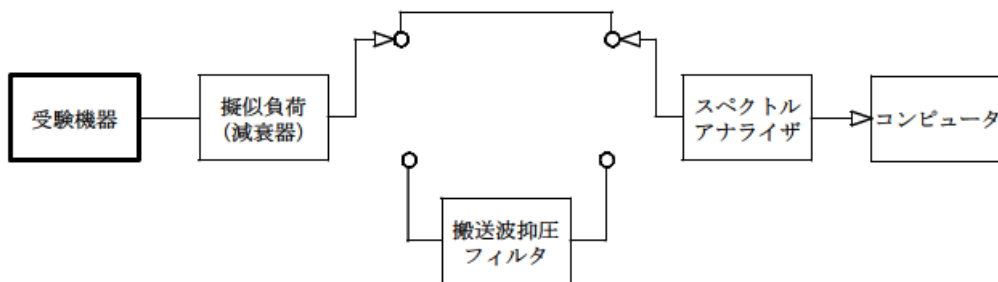 受験機器
擬似負荷
（減衰器）
スペクトル
アナライザ
コンピュータ
搬送波抑圧
フィルタ